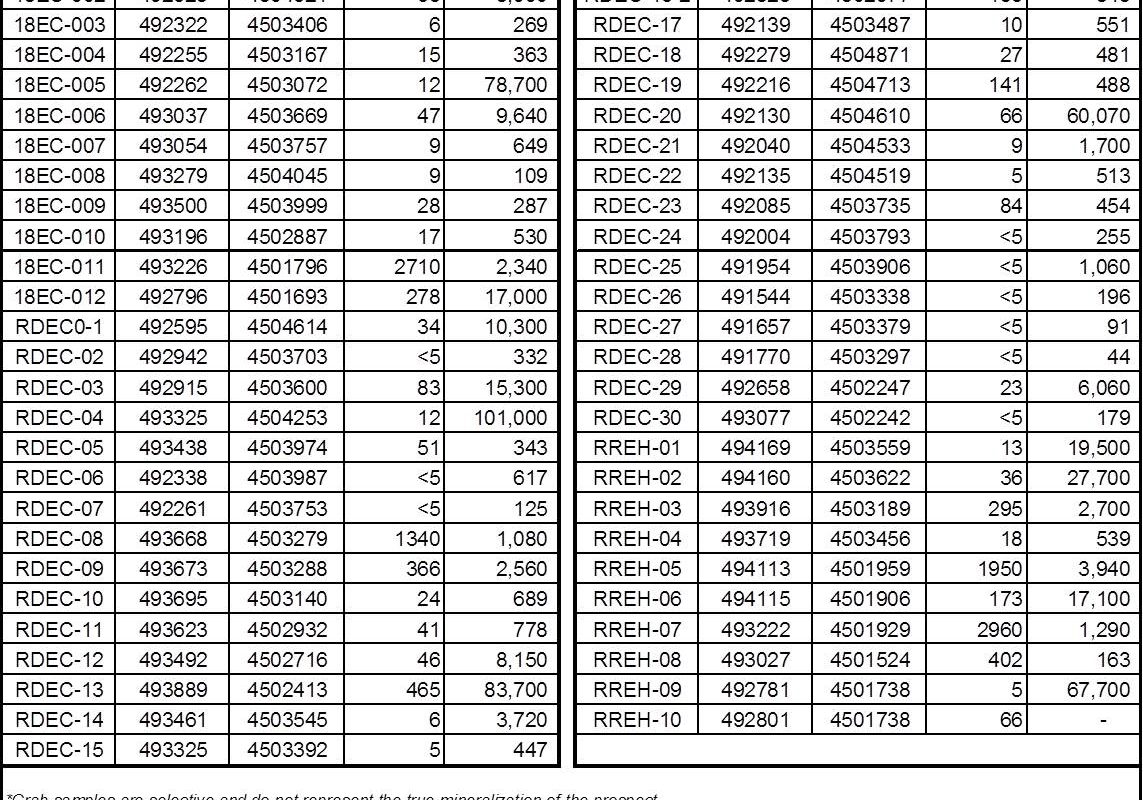 18EC-003 492322 4503406 6 269
18EC-004 492255 4503167 15 363
18EC-005 492262 4503072 12 78,700
18EC-006 493037 4503669 47 9,640
18EC-007 493054 4503757 9 649
18EC-008 493279 4504045 9 109
18EC-009 493500 4503999 28 287
18EC-010 493196 4502887 17 530
18EC-011 493226 4501796 2710 2,340
18EC-012 492796 4501693 278 17,000
RDEC0-1 492595 4504614 34 10,300
RDEC-02 492942 4503703 <5 332
RDEC-03 492915 4503600 83 15,300
RDEC-04 493325 4504253 12 101,000
RDEC-05 493438 4503974 51 343
RDEC-06 492338 4503987 <5 617
RDEC-07 492261 4503753 <5 125
RDEC-08 493668 4503279 1340 1,080
RDEC-09 493673 4503288 366 2,560
RDEC-10 493695 4503140 24 689
RDEC-11 493623 4502932 41 778
RDEC-12 493492 4502716 46 8,150
RDEC-13 493889 4502413 465 83,700
RDEC-14 493461 4503545 6 3,720
RDEC-15 493325 4503392 5 447
RDEC-17 492139 4503487 10 551
RDEC-18 492279 4504871 27 481
RDEC-19 492216 4504713 141 488
RDEC-20 492130 4504610 66 60,070
RDEC-21 492040 4504533 9 1,700
RDEC-22 492135 4504519 5 513
RDEC-23 492085 4503735 84 454
RDEC-24 492004 4503793 <5 255
RDEC-25 491954 4503906 <5 1,060
RDEC-26 491544 4503338 <5 196
RDEC-27 491657 4503379 <5 91
RDEC-28 491770 4503297 <5 44
RDEC-29 492658 4502247 23 6,060
RDEC-30 493077 4502242 <5 179
RREH-01 494169 4503559 13 19,500
RREH-02 494160 4503622 36 27,700
RREH-03 493916 4503189 295 2,700
RREH-04 493719 4503456 18 539
RREH-05 494113 4501959 1950 3,940
RREH-06 494115 4501906 173 17,100
RREH-07 493222 4501929 2960 1,290
RREH-08 493027 4501524 402 163
RREH-09 492781 4501738 5 67,700
RREH-10 492801 4501738 66 -
*Grab samples are selective and do not represent the true mineralization of the prospect